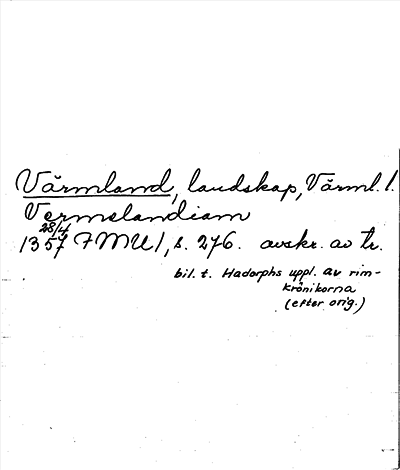 Värmland, landskap, Värml. l.
Vermelandiam
28/4
1357 FMU 1, s. 276. avskr. av tr.
bil. t. Hadorphs uppl. av rim-
krönikorna
(efter orig.)